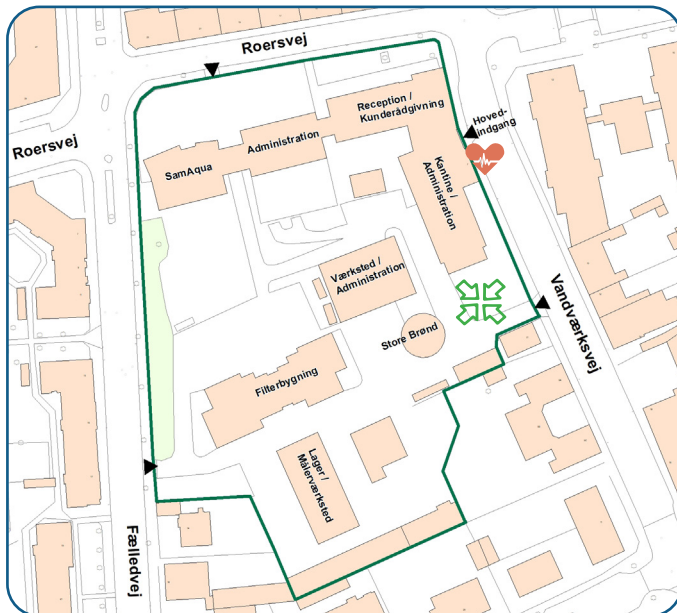 Roersvej
Roersvej
Reception /
Kunderådgivning
Hoved-
indgang
Administration
SamAqua
Kantine /
Administration
Værksted /
Administration
Store Brønd
Vandværksvej
Filterbygning
Lager /
Målerværksted
Fælledvej